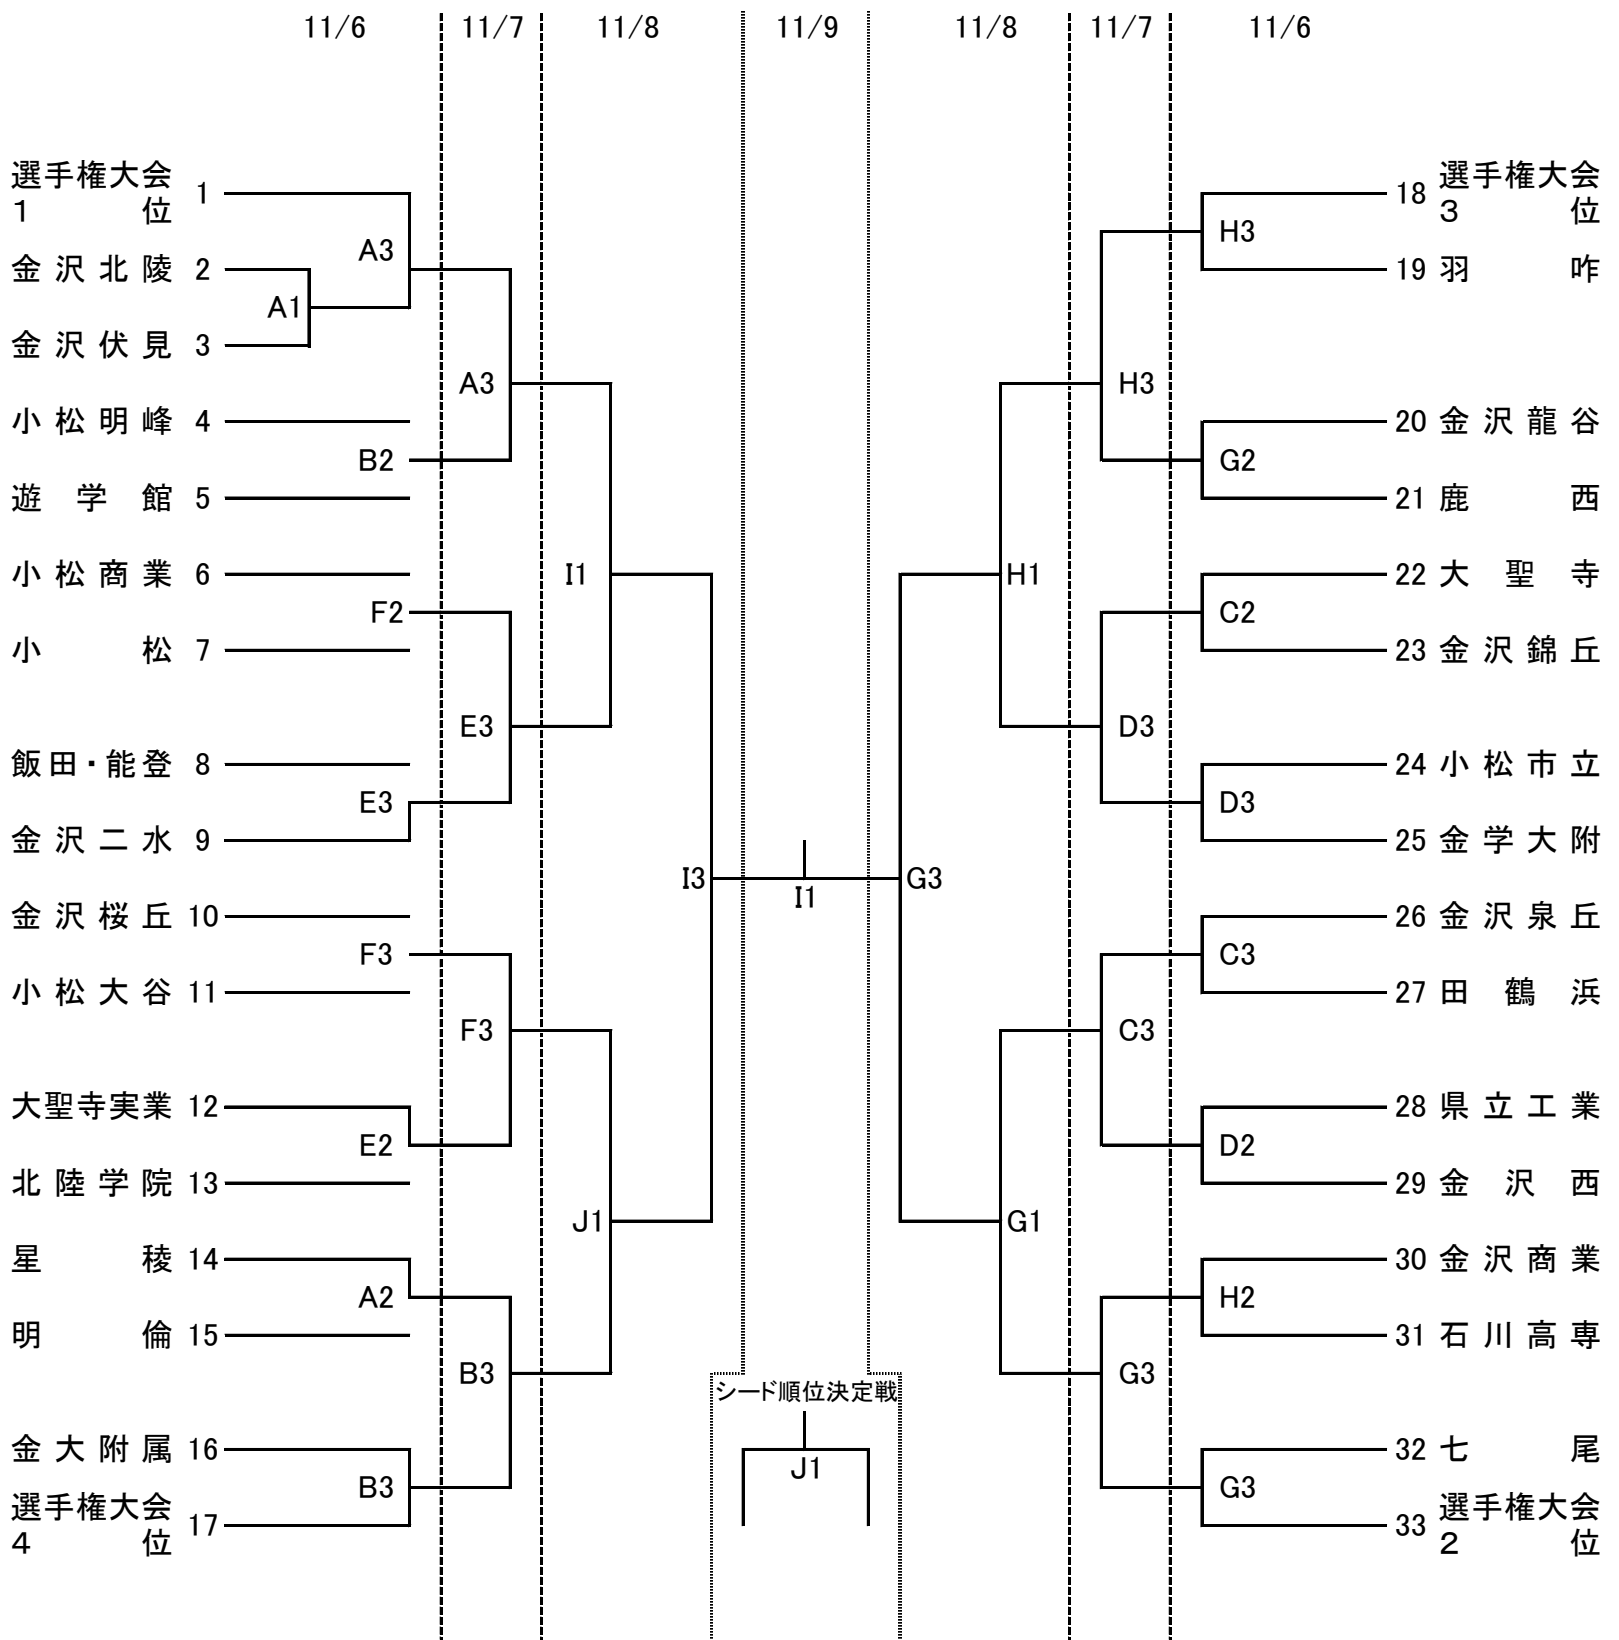 11/6 11/7 11/8 11/9 11/8 11/7 11/6
選手権大会
1位 1
A3
金沢北陵 2
A1
金沢伏見 3
A3
小松明峰 4
B2
遊学館 5
小松商業 6
I1
F2
小松 7
E3
飯田・能登 8
E3
金沢二水 9
I3
金沢桜丘 10
F3
小松大谷 11
F3
大聖寺実業 12
E2
北陸学院 13
J1
星稜 14
A2
明倫 15
B3
金大附属 16
B3
選手権大会
4位 17
I1
シード順位決定戦
J1
18 選手権大会
3位
H3
19 羽咋
H3
20 金沢龍谷
G2
21 鹿西
H1
22 大聖寺
C2
23 金沢錦丘
D3
24 小松市立
D3
25 金学大附
G3
26 金沢泉丘
C3
27 田鶴浜
C3
28 県立工業
D2
29 金沢西
G1
30 金沢商業
H2
31 石川高専
G3
32 七尾
G3
33 選手権大会
2位